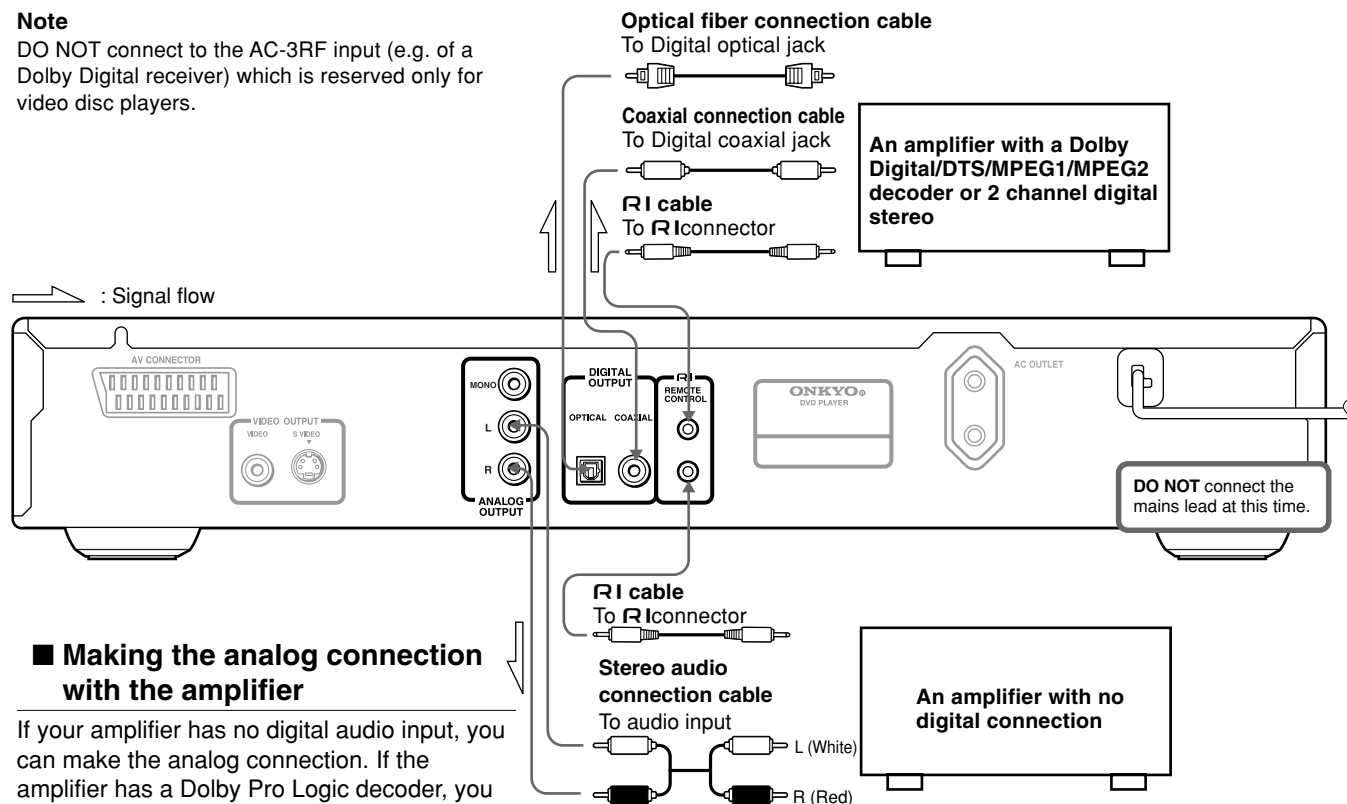 Note
DO NOT connect to the AC-3RF input (e.g. of a
Dolby Digital receiver) which is reserved only for
video disc players.
Optical fiber connection cable
To Digital optical jack
Coaxial connection cable
To Digital coaxial jack
RI cable
To RIconnector
An amplifier with a Dolby
Digital/DTS/MPEG1/MPEG2
decoder or 2 channel digital
stereo
: Signal flow
AV CONNECTOR
VIDEO OUTPUT
VIDEO
S VIDEO
MONO
L
R
ANALOG
OUTPUT
DIGITAL
OUTPUT
OPTICAL
COAXIAL
RI
REMOTE
CONTROL
ONKYO
DVD PLAYER
AC OUTLET
DO NOT connect the
mains lead at this time.
RI cable
To RIconnector
■ Making the analog connection
with the amplifier
If your amplifier has no digital audio input, you
can make the analog connection. If the
amplifier has a Dolby Pro Logic decoder, you
Stereo audio
connection cable
To audio input
L (White)
R (Red)
An amplifier with no
digital connection